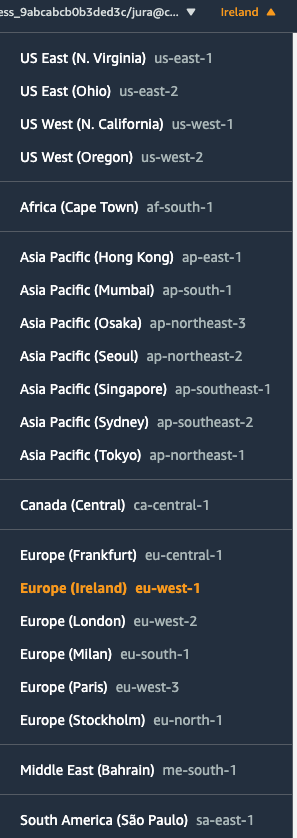 ess_9abcabcb0b3ded3c/jura@c... ▼ Ireland ▲
US East (N. Virginia) us-east-1
US East (Ohio) us-east-2
US West (N. California) us-west-1
US West (Oregon) us-west-2
Africa (Cape Town) af-south-1
Asia Pacific (Hong Kong) ap-east-1
Asia Pacific (Mumbai) ap-south-1
Asia Pacific (Osaka) ap-northeast-3
Asia Pacific (Seoul) ap-northeast-2
Asia Pacific (Singapore) ap-southeast-1
Asia Pacific (Sydney) ap-southeast-2
Asia Pacific (Tokyo) ap-northeast-1
Canada (Central) ca-central-1
Europe (Frankfurt) eu-central-1
Europe (Ireland) eu-west-1
Europe (London) eu-west-2
Europe (Milan) eu-south-1
Europe (Paris) eu-west-3
Europe (Stockholm) eu-north-1
Middle East (Bahrain) me-south-1
South America (São Paulo) sa-east-1